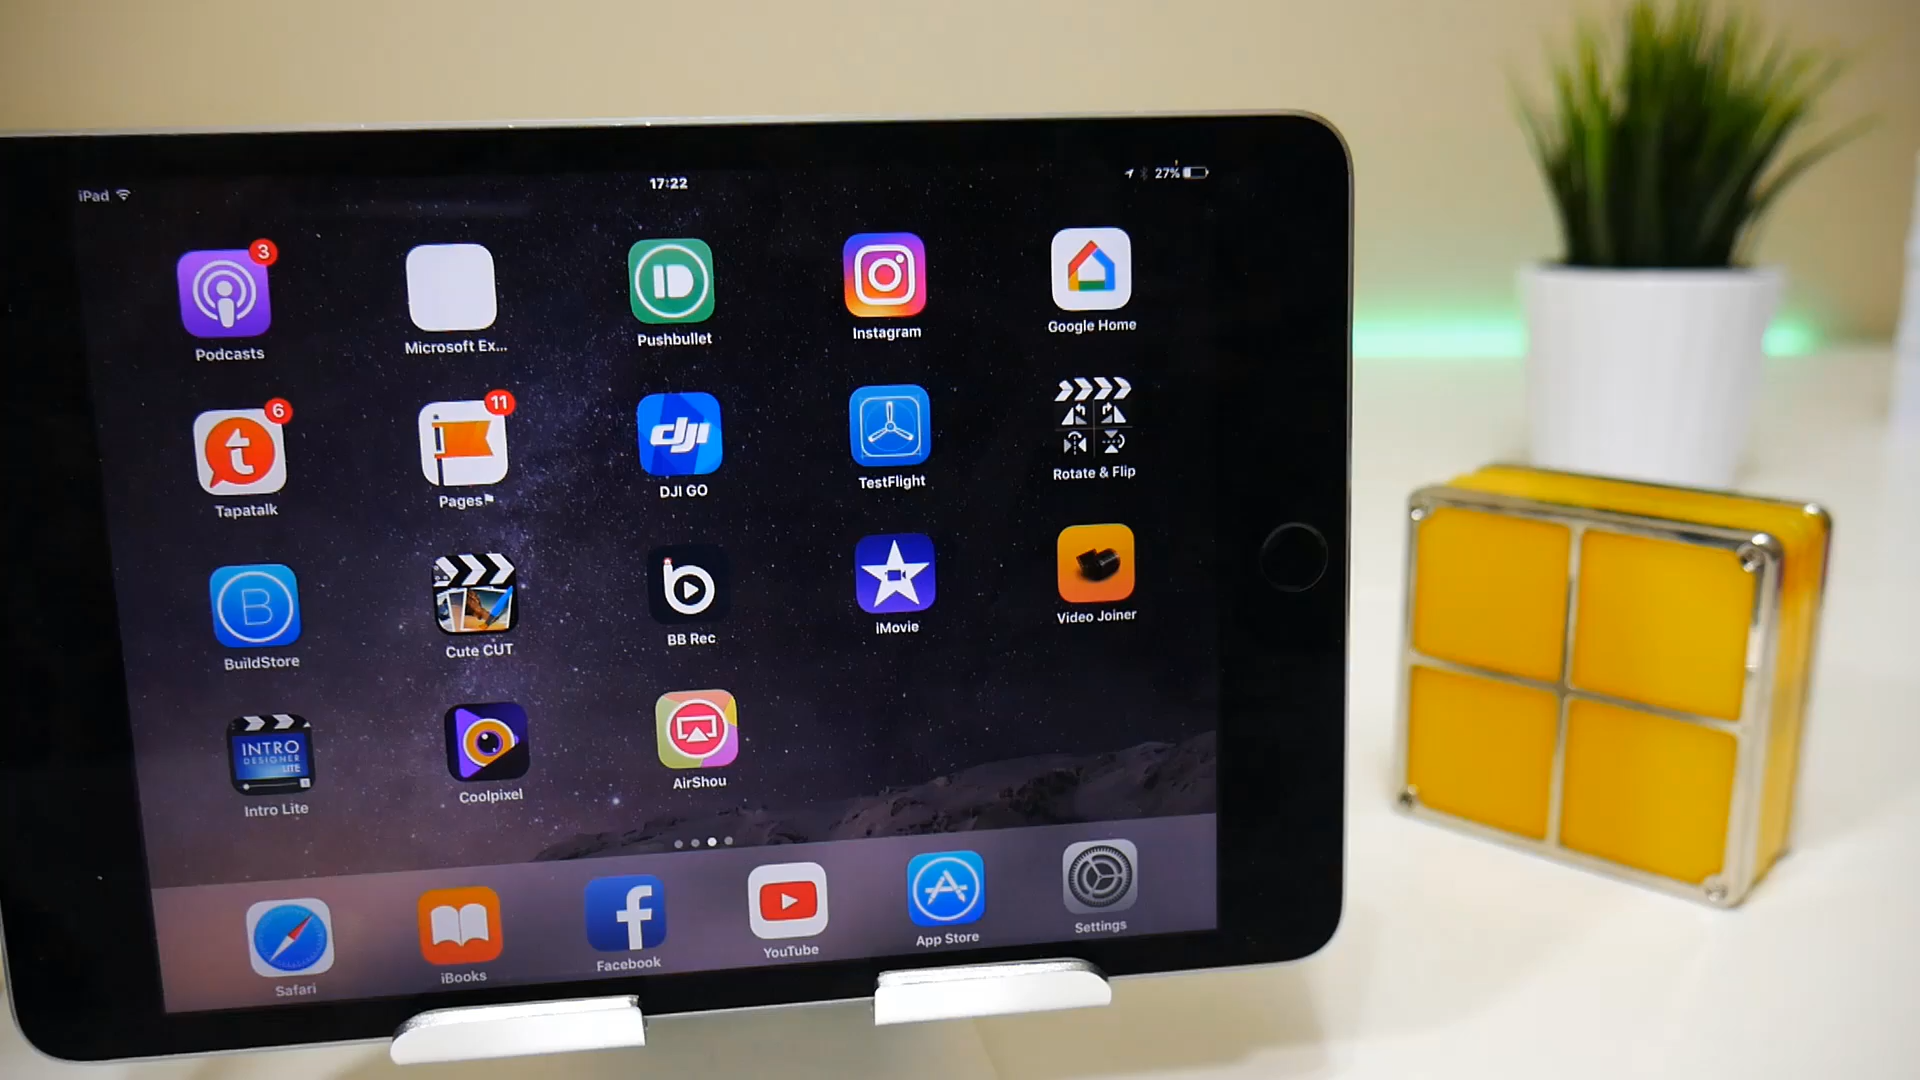 iPad
17:22
27%
3
Podcasts
Microsoft Ex...
Pushbullet
Instagram
Google Home
6
t
Tapatalk
11
Pages
dji
DJI GO
TestFlight
Rotate & Flip
B
BuildStore
Cute CUT
b
BB Rec
iMovie
Video Joiner
INTRO
DESIGNER
LITE
Intro Lite
Coolpixel
AirShou
Safari
iBooks
f
Facebook
YouTube
App Store
Settings